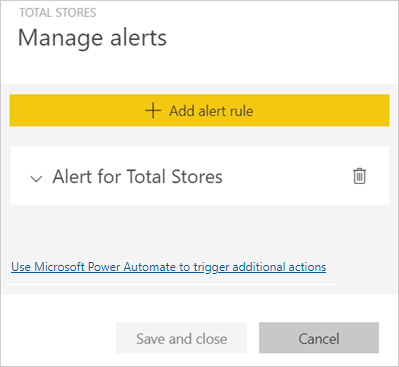 TOTAL STORES
Manage alerts
Add alert rule
Alert for Total Stores
Use Microsoft Power Automate to trigger additional actions
Save and close
Cancel